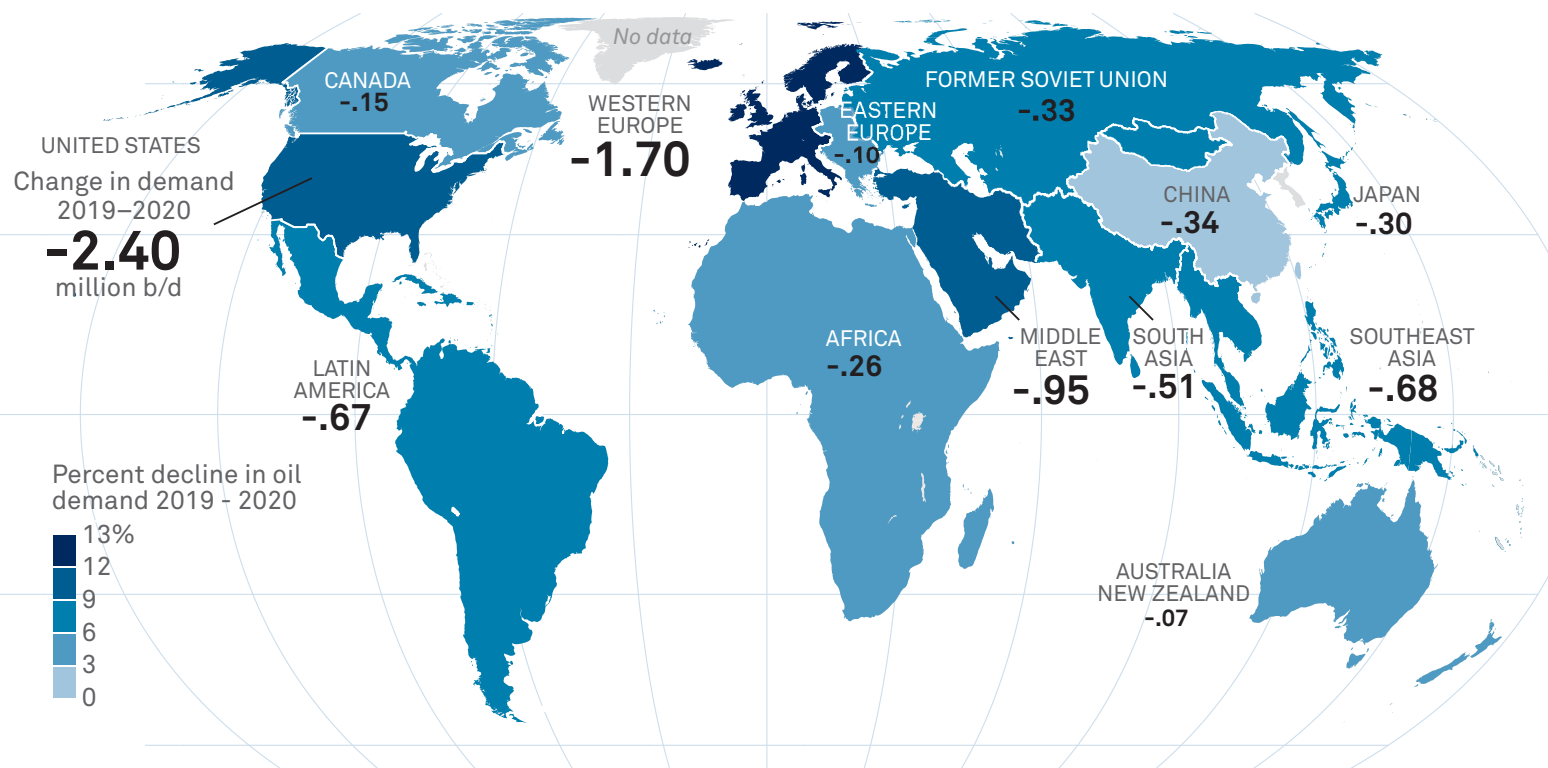 No data
CANADA
-.15
UNITED STATES
Change in demand
2019–2020
-2.40
million b/d
WESTERN
EUROPE
-1.70
EASTERN
EUROPE
-.10
FORMER SOVIET UNION
-.33
CHINA
-.34
JAPAN
-.30
LATIN
AMERICA
-.67
AFRICA
-.26
MIDDLE
EAST
-.95
SOUTH
ASIA
-.51
SOUTHEAST
ASIA
-.68
AUSTRALIA
NEW ZEALAND
-.07
Percent decline in oil
demand 2019 - 2020
13%
12
9
6
3
0